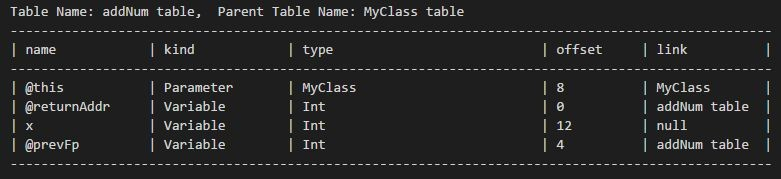 Table Name: addNum table,  Parent Table Name: MyClass table
--------------------------------------------------------------------------------------------
| name           | kind           | type                        | offset     | link         |
--------------------------------------------------------------------------------------------
| @this          | Parameter      | MyClass                     | 8          | MyClass      |
| @returnAddr    | Variable       | Int                         | 0          | addNum table |
| x              | Variable       | Int                         | 12         | null         |
| @prevFp        | Variable       | Int                         | 4          | addNum table |
--------------------------------------------------------------------------------------------